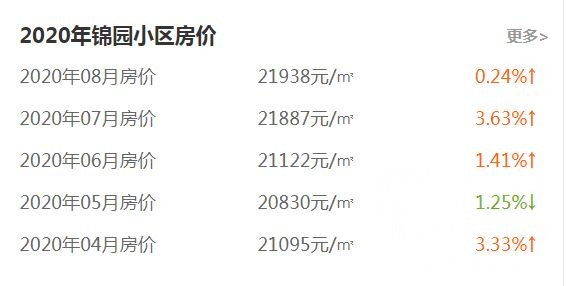 2020年锦园小区房价 更多>
2020年08月房价 21938元/㎡ 0.24%↑
2020年07月房价 21887元/㎡ 3.63%↑
2020年06月房价 21122元/㎡ 1.41%↑
2020年05月房价 20830元/㎡ 1.25%↓
2020年04月房价 21095元/㎡ 3.33%↑